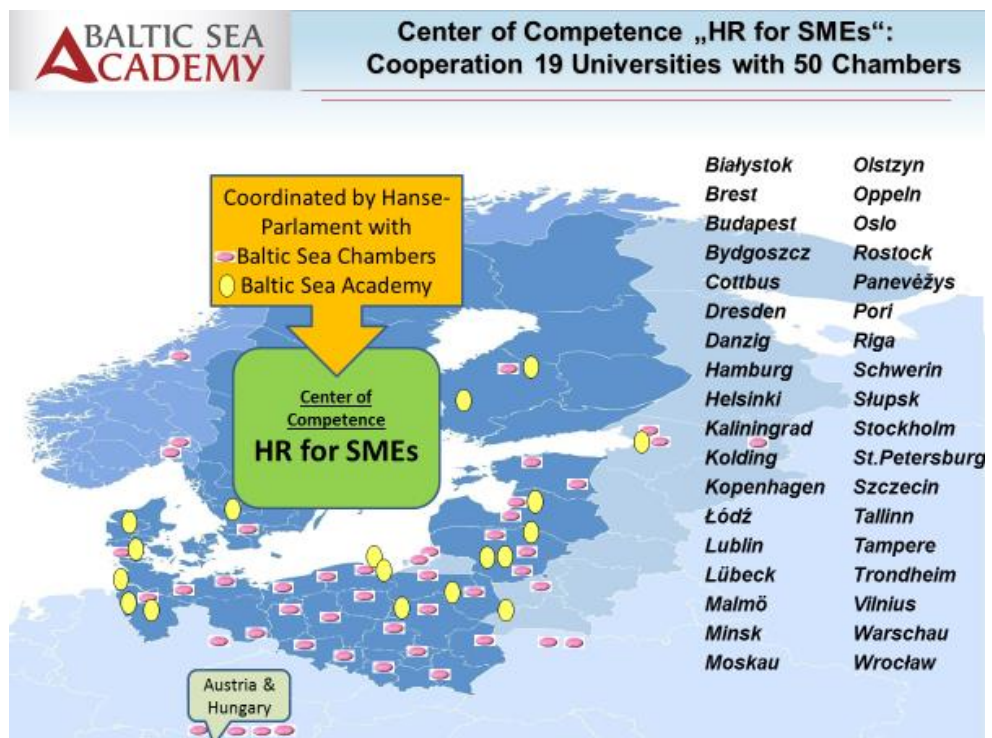 BALTIC SEA
ACADEMY
Center of Competence „HR for SMEs“:
Cooperation 19 Universities with 50 Chambers
Coordinated by Hanse-
Parlament with
Baltic Sea Chambers
Baltic Sea Academy
Center of
Competence
HR for SMEs
Austria &
Hungary
Białystok
Brest
Budapest
Bydgoszcz
Cottbus
Dresden
Danzig
Hamburg
Helsinki
Kaliningrad
Kolding
Kopenhagen
Łódź
Lublin
Lübeck
Malmö
Minsk
Moskau
Olstzyn
Oppeln
Oslo
Rostock
Panevėžys
Pori
Riga
Schwerin
Słupsk
Stockholm
St.Petersburg
Szczecin
Tallinn
Tampere
Trondheim
Vilnius
Warschau
Wrocław